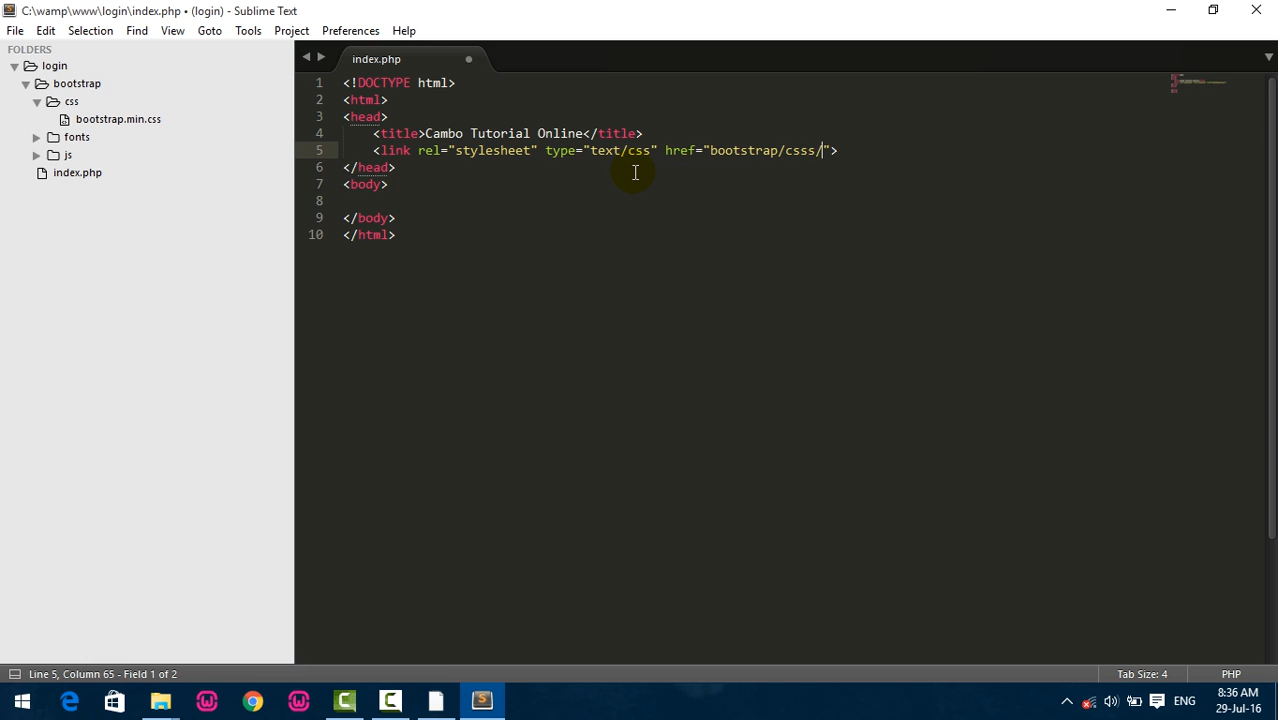 C:\wamp\www\login\index.php • (login) - Sublime Text
File Edit Selection Find View Goto Tools Project Preferences Help
FOLDERS
login
bootstrap
css
bootstrap.min.css
fonts
js
index.php
index.php
1 <!DOCTYPE html>
2 <html>
3 <head>
4 <title>Cambo Tutorial Online</title>
5 <link rel="stylesheet" type="text/css" href="bootstrap/csss/">
6 </head>
7 <body>
8
9 </body>
10 </html>
Line 5, Column 65 - Field 1 of 2
Tab Size: 4
PHP
ENG
8:36 AM
29-Jul-16